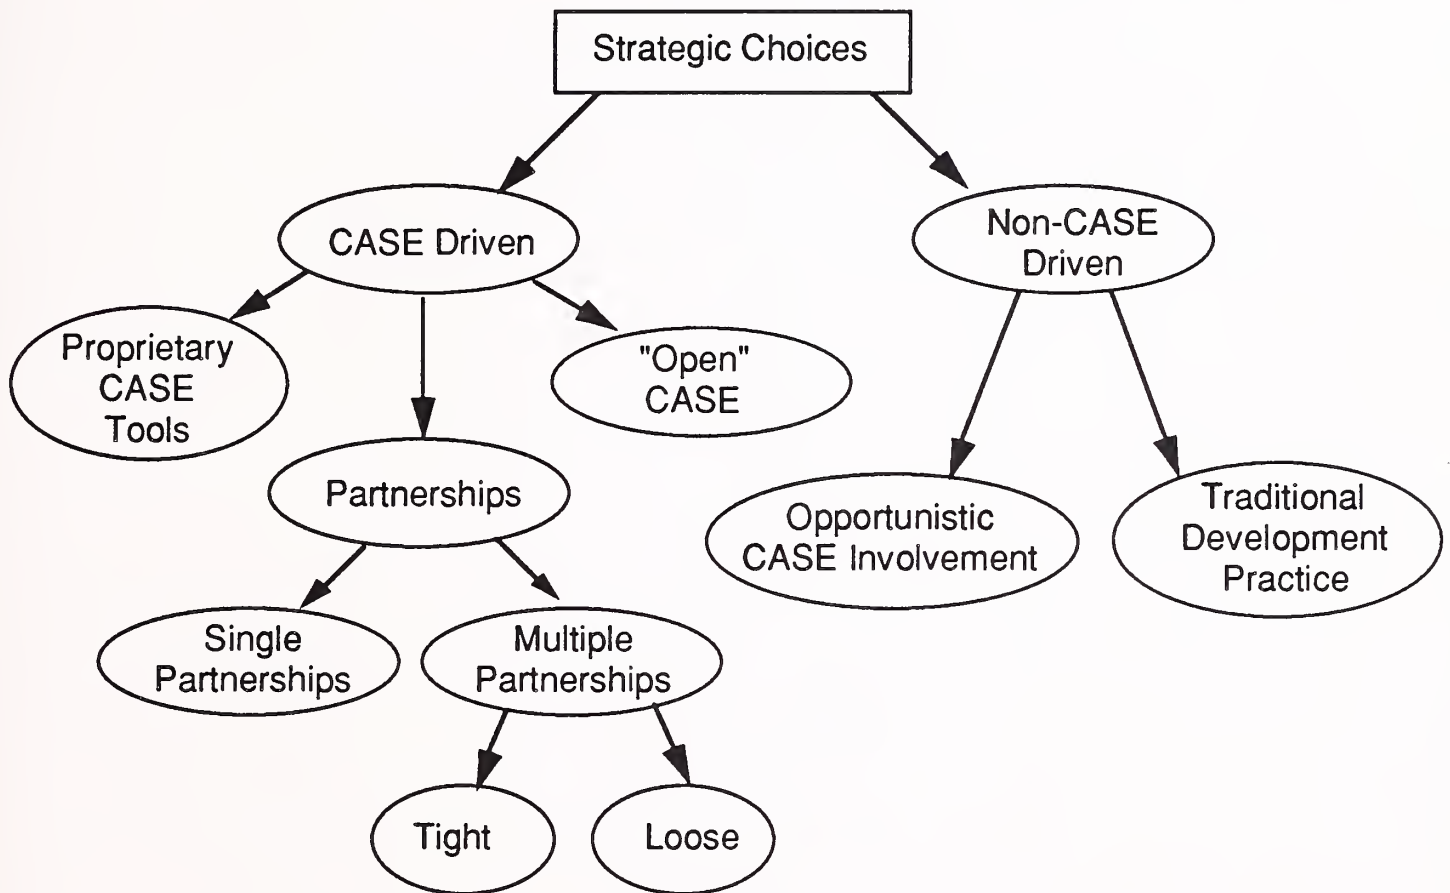 Strategic Choices
CASE Driven
Non-CASE
Driven
Proprietary
CASE
Tools
"Open"
CASE
Partnerships
Opportunistic
CASE Involvement
Traditional
Development
Practice
Single
Partnerships
Multiple
Partnerships
Tight
Loose